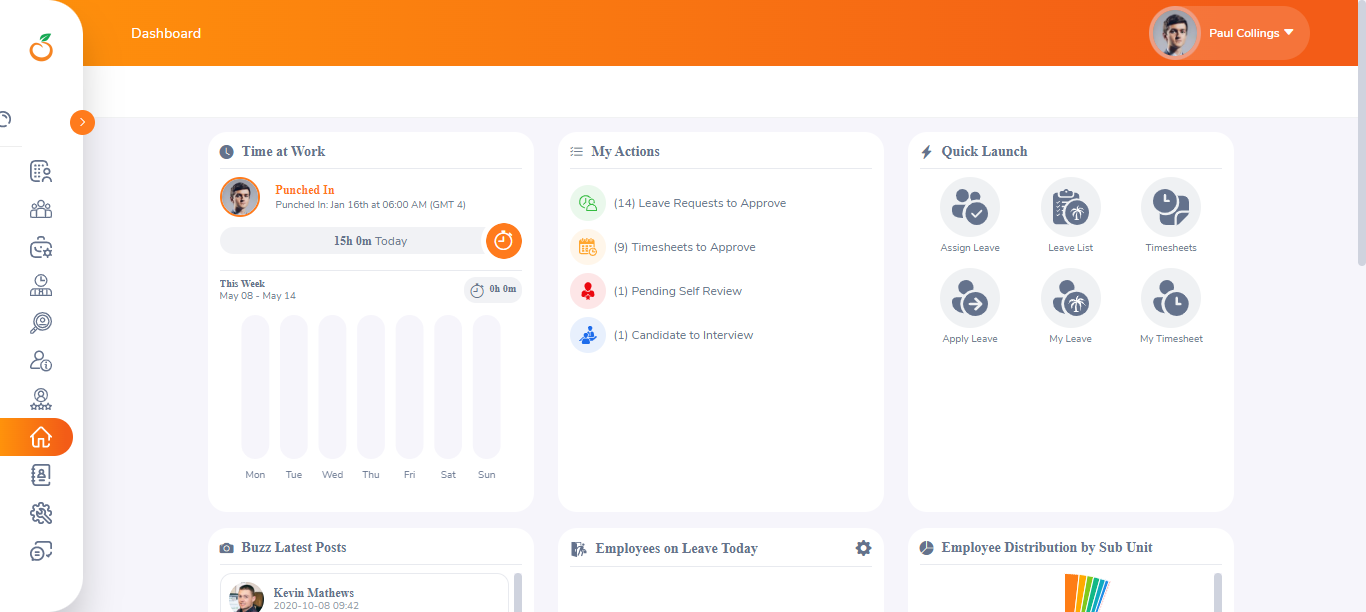 Dashboard
Paul Collings
Time at Work
Punched In
Punched In: Jan 16th at 06:00 AM (GMT 4)
15h 0m Today
This Week
May 08 - May 14
0h 0m
Mon Tue Wed Thu Fri Sat Sun
My Actions
(14) Leave Requests to Approve
(9) Timesheets to Approve
(1) Pending Self Review
(1) Candidate to Interview
Quick Launch
Assign Leave Leave List Timesheets
Apply Leave My Leave My Timesheet
Buzz Latest Posts
Kevin Mathews
2020-10-08 09:42
Employees on Leave Today
Employee Distribution by Sub Unit